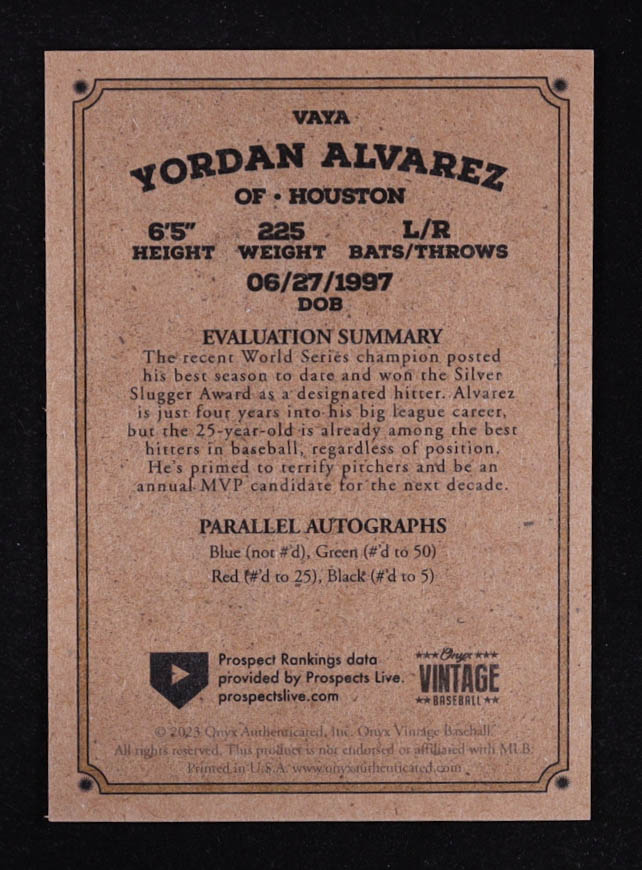 VAYA
YORDAN ALVAREZ
OF • HOUSTON
6'5" 225 L/R
HEIGHT WEIGHT BATS/THROWS
06/27/1997
DOB
EVALUATION SUMMARY
The recent World Series champion posted
his best season to date and won the Silver
Slugger Award as a designated hitter. Alvarez
is just four years into his big league career,
but the 25-year-old is already among the best
hitters in baseball, regardless of position.
He's primed to terrify pitchers and be an
annual MVP candidate for the next decade.
PARALLEL AUTOGRAPHS
Blue (not #'d), Green (#'d to 50)
Red (#'d to 25), Black (#'d to 5)
Prospect Rankings data
provided by Prospects Live.
prospectslive.com
Onyx
VINTAGE
BASEBALL
© 2023 Onyx Authenticated, Inc. Onyx Vintage Baseball.
All rights reserved. This product is not endorsed or affiliated with MLB.
Printed in U.S.A. www.onyxauthenticated.com